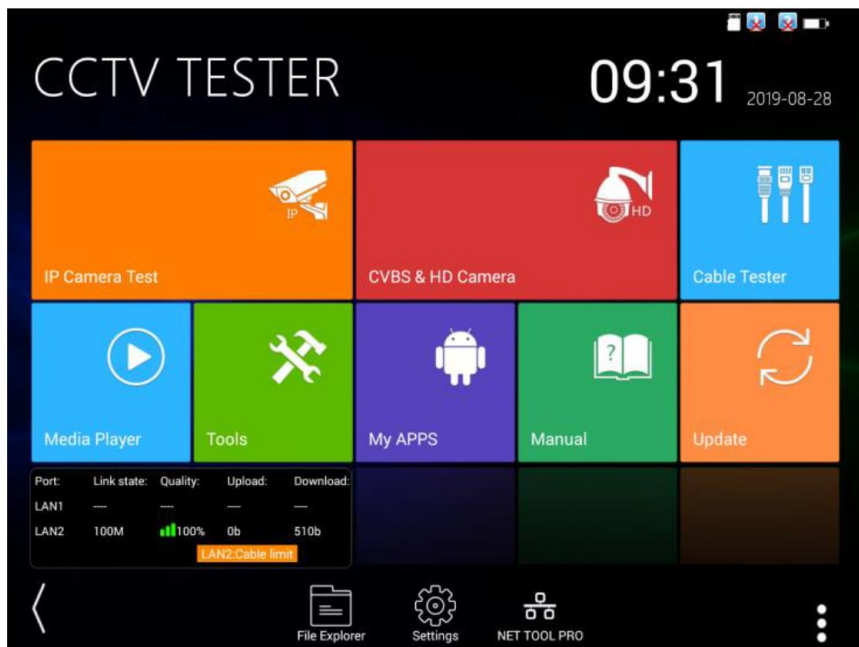 CCTV TESTER
09:31
2019-08-28
IP
HD
IP Camera Test
CVBS & HD Camera
Cable Tester
?
Media Player
Tools
My APPS
Manual
Update
Port: Link state: Quality: Upload: Download:
LAN1 ---- ---- ---- ----
LAN2 100M 100% 0b 510b
LAN2:Cable limit
File Explorer
Settings
NET TOOL PRO